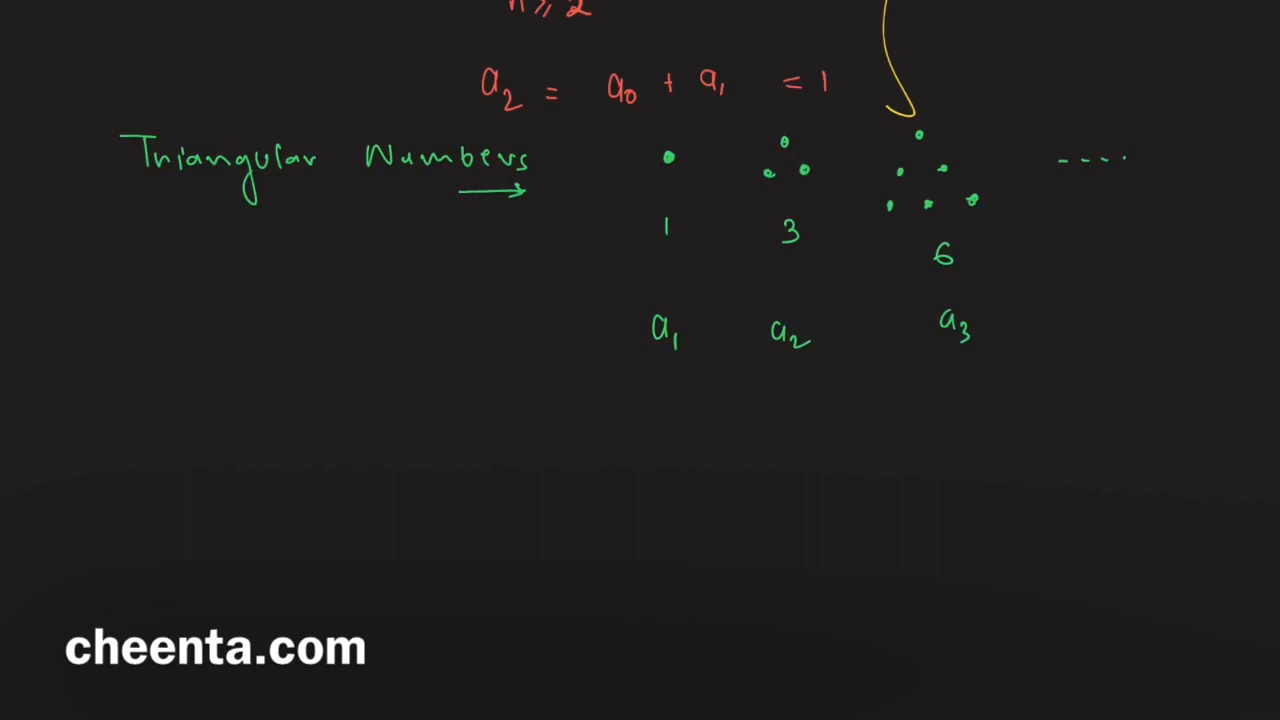 n ≥ 2
a₂ = a₀ + a₁ = 1
Triangular Numbers → ....
1 3 6
a₁ a₂ a₃
cheenta.com